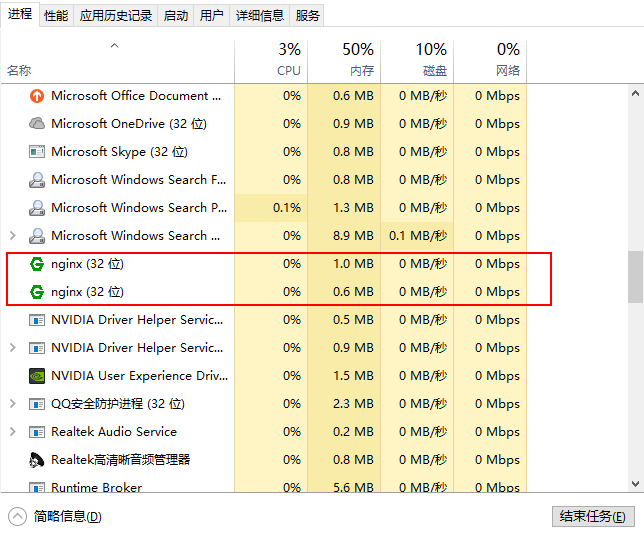 进程 性能 应用历史记录 启动 用户 详细信息 服务
3% 50% 10% 0%
名称 CPU 内存 磁盘 网络
Microsoft Office Document ... 0% 0.6 MB 0 MB/秒 0 Mbps
Microsoft OneDrive (32 位) 0% 0.9 MB 0 MB/秒 0 Mbps
Microsoft Skype (32 位) 0% 0.8 MB 0 MB/秒 0 Mbps
Microsoft Windows Search F... 0% 0.8 MB 0 MB/秒 0 Mbps
Microsoft Windows Search P... 0.1% 1.3 MB 0 MB/秒 0 Mbps
Microsoft Windows Search ... 0% 8.9 MB 0.1 MB/秒 0 Mbps
nginx (32 位) 0% 1.0 MB 0 MB/秒 0 Mbps
nginx (32 位) 0% 0.6 MB 0 MB/秒 0 Mbps
NVIDIA Driver Helper Servic... 0% 0.5 MB 0 MB/秒 0 Mbps
NVIDIA Driver Helper Servic... 0% 0.9 MB 0 MB/秒 0 Mbps
NVIDIA User Experience Driv... 0% 1.5 MB 0 MB/秒 0 Mbps
QQ安全防护进程 (32 位) 0% 2.3 MB 0 MB/秒 0 Mbps
Realtek Audio Service 0% 0.2 MB 0 MB/秒 0 Mbps
Realtek高清晰音频管理器 0% 0.8 MB 0 MB/秒 0 Mbps
Runtime Broker 0% 5.6 MB 0 MB/秒 0 Mbps
简略信息(D) 结束任务(E)